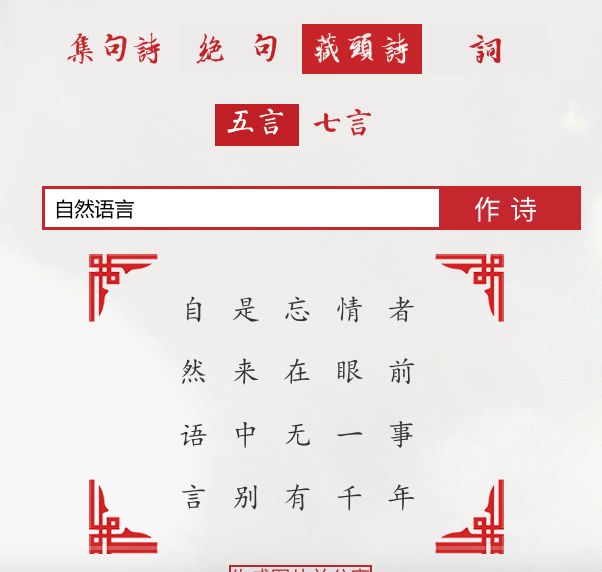 集句詩 絶句 藏頭詩 詞
五言 七言
自然语言 作诗
自是忘情者
然来在眼前
语中无一事
言别有千年